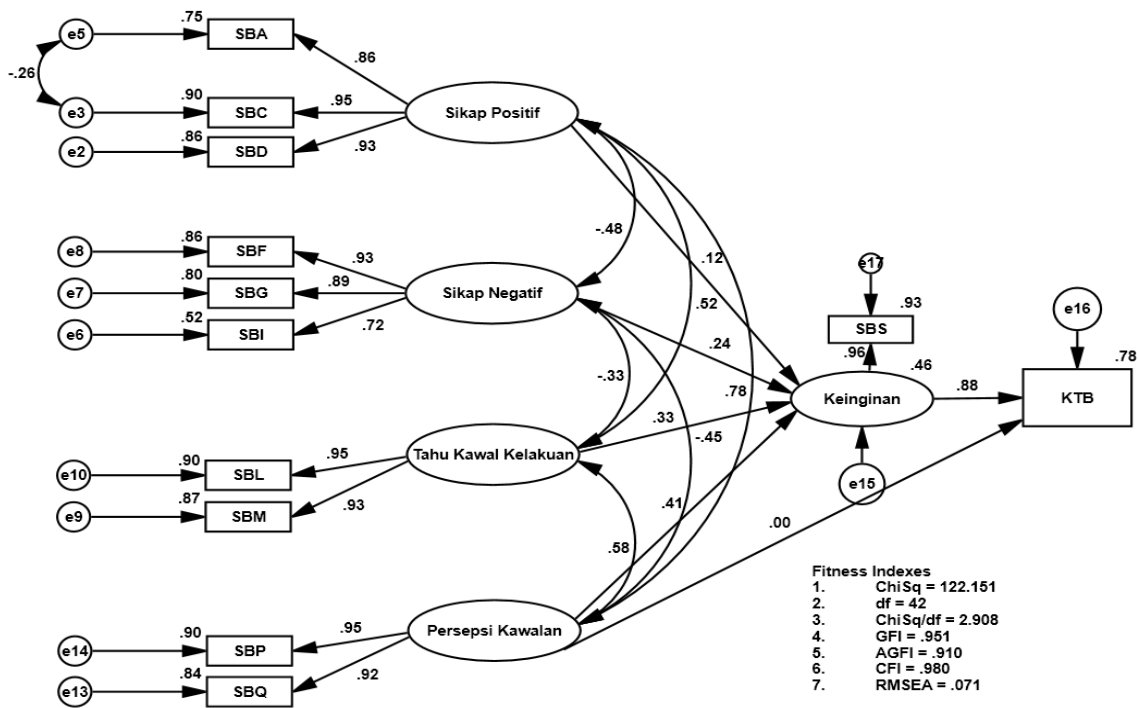 e5
.75
SBA
-.26
.86
e3
.90
SBC
.95
Sikap Positif
e2
.86
SBD
.93
-.48
.12
e8
.86
SBF
.93
e7
.80
SBG
.89
Sikap Negatif
e6
.52
SBI
.72
.52
.24
-.33
.78
.33
-.45
e17
.93
SBS
.96
.46
Keinginan
.88
e16
.78
KTB
e15
e10
.90
SBL
.95
Tahu Kawal Kelakuan
e9
.87
SBM
.93
.41
.58
.00
e14
.90
SBP
.95
Persepsi Kawalan
e13
.84
SBQ
.92
Fitness Indexes
1. ChiSq = 122.151
2. df = 42
3. ChiSq/df = 2.908
4. GFI = .951
5. AGFI = .910
6. CFI = .980
7. RMSEA = .071